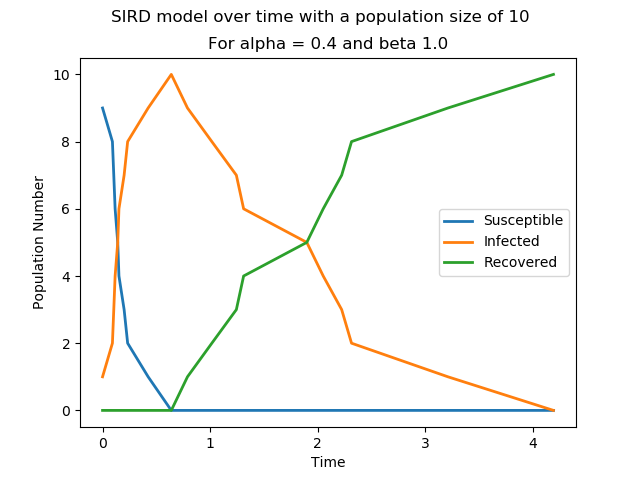 SIRD model over time with a population size of 10
For alpha = 0.4 and beta 1.0
10
8
6
4
2
0
Population Number
Susceptible
Infected
Recovered
0 1 2 3 4
Time